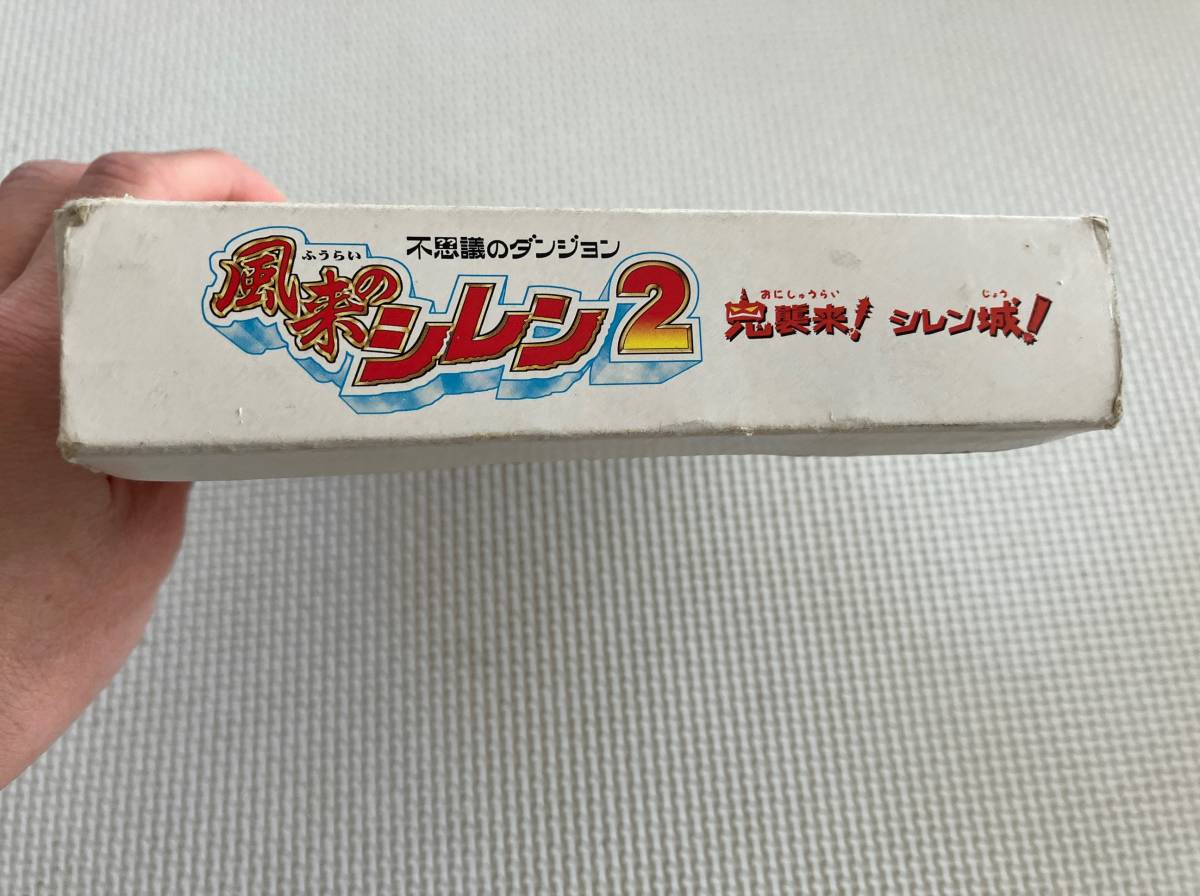 不思議のダンジョン
ふうらい
風来のシレン2
おにしゅうらい じょう
鬼襲来! シレン城!